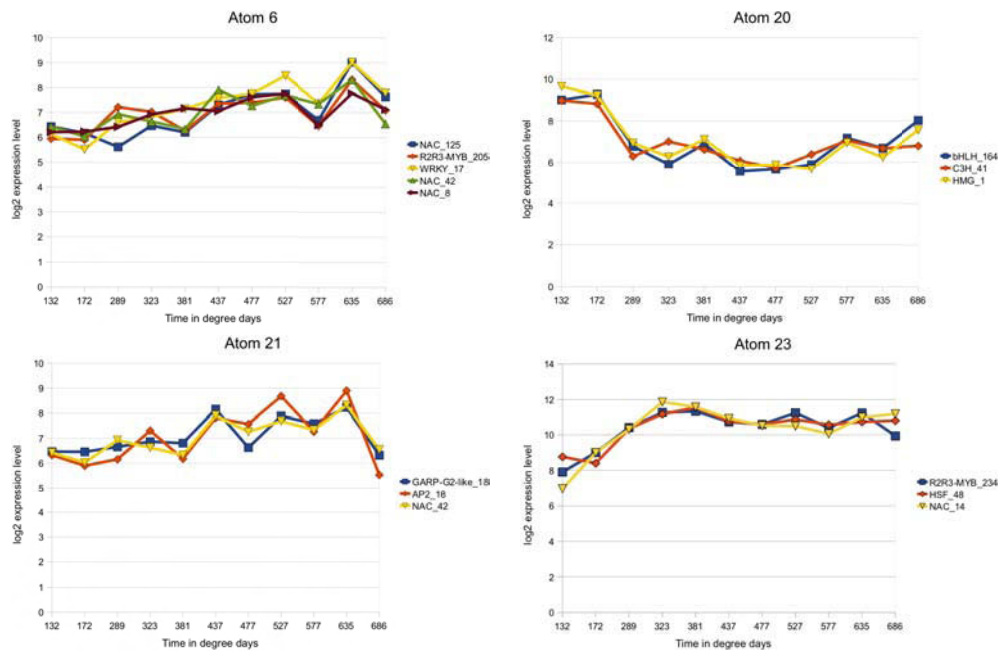 Atom 6
10
9
8
7
6
5
4
3
2
1
0
log2 expression level
132 172 289 323 381 437 477 527 577 635 686
Time in degree days
NAC_125
R2R3-MYB_205
WRKY_17
NAC_42
NAC_8
Atom 20
12
10
8
6
4
2
0
log2 expression level
132 172 289 323 381 437 477 527 577 635 686
Time in degree days
bHLH_164
C3H_41
HMG_1
Atom 21
10
9
8
7
6
5
4
3
2
1
0
log2 expression level
132 172 289 323 381 437 477 527 577 635 686
Time in degree days
GARP-G2-like_18
AP2_16
NAC_42
Atom 23
14
12
10
8
6
4
2
0
log2 expression level
132 172 289 323 381 437 477 527 577 635 686
Time in degree days
R2R3-MYB_234
HSF_48
NAC_14